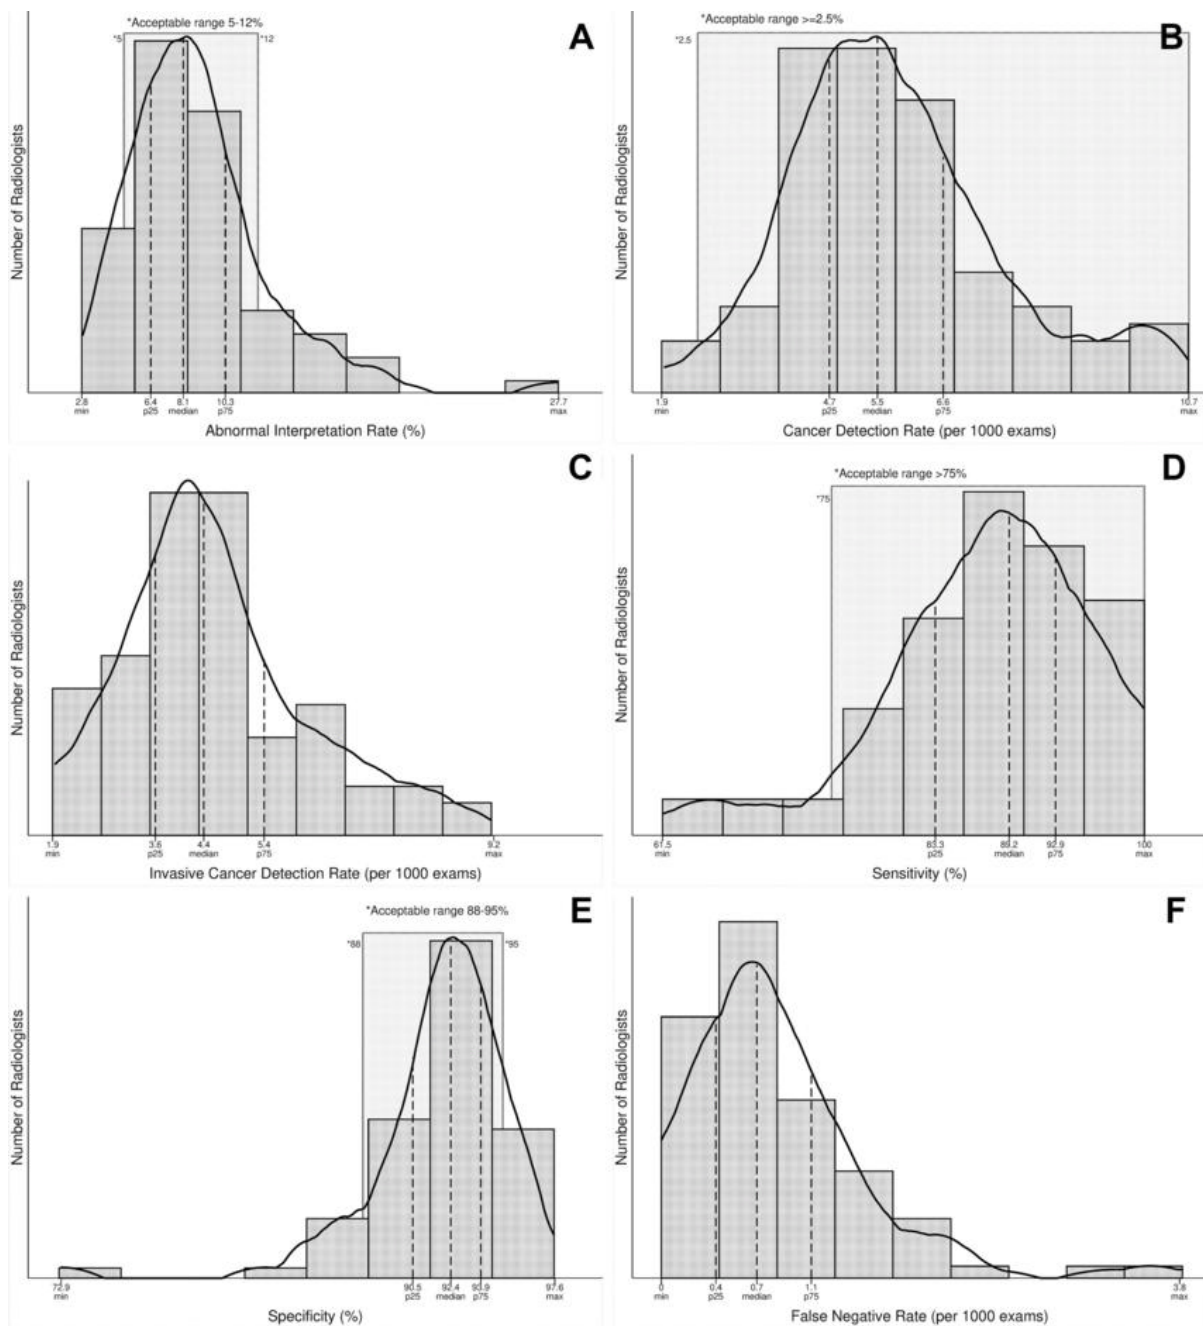 *Acceptable range 5-12%
A
*5
*12
Number of Radiologists
2.8 6.4 8.1 10.3 27.7
min p25 median p75 max
Abnormal Interpretation Rate (%)
*Acceptable range >=2.5%
B
*2.5
Number of Radiologists
1.9 4.7 5.5 6.6 10.7
min p25 median p75 max
Cancer Detection Rate (per 1000 exams)
C
Number of Radiologists
1.9 3.6 4.4 5.4 9.2
min p25 median p75 max
Invasive Cancer Detection Rate (per 1000 exams)
*Acceptable range >75%
D
*75
Number of Radiologists
61.5 83.3 89.2 92.9 100
min p25 median p75 max
Sensitivity (%)
*Acceptable range 88-95%
E
*88
*95
Number of Radiologists
72.9 90.5 92.4 93.9 97.6
min p25 median p75 max
Specificity (%)
F
Number of Radiologists
0 0.4 0.7 1.1 3.8
min p25 median p75 max
False Negative Rate (per 1000 exams)